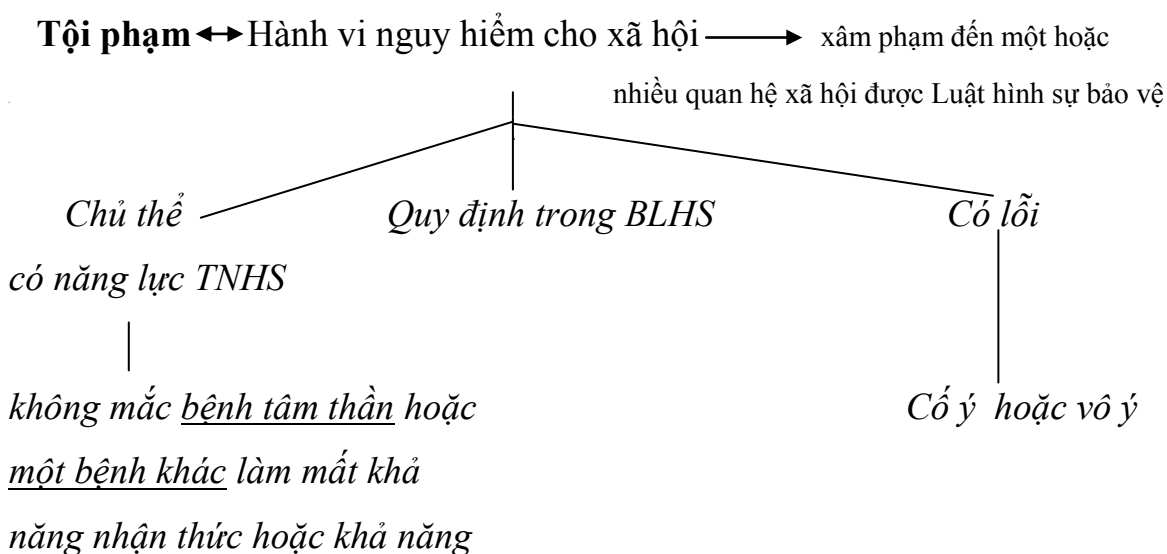 Tội phạm Hành vi nguy hiểm cho xã hội xâm phạm đến một hoặc
nhiều quan hệ xã hội được Luật hình sự bảo vệ
Chủ thể Quy định trong BLHS Có lỗi
có năng lực TNHS
không mắc bệnh tâm thần hoặc Cố ý hoặc vô ý
một bệnh khác làm mất khả
năng nhận thức hoặc khả năng